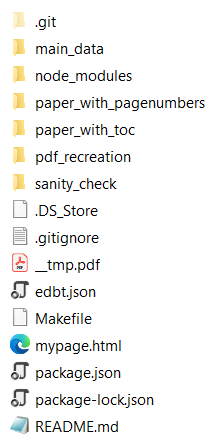 .git
main_data
node_modules
paper_with_pagenumbers
paper_with_toc
pdf_recreation
sanity_check
.DS_Store
.gitignore
__tmp.pdf
edbt.json
Makefile
mypage.html
package.json
package-lock.json
README.md